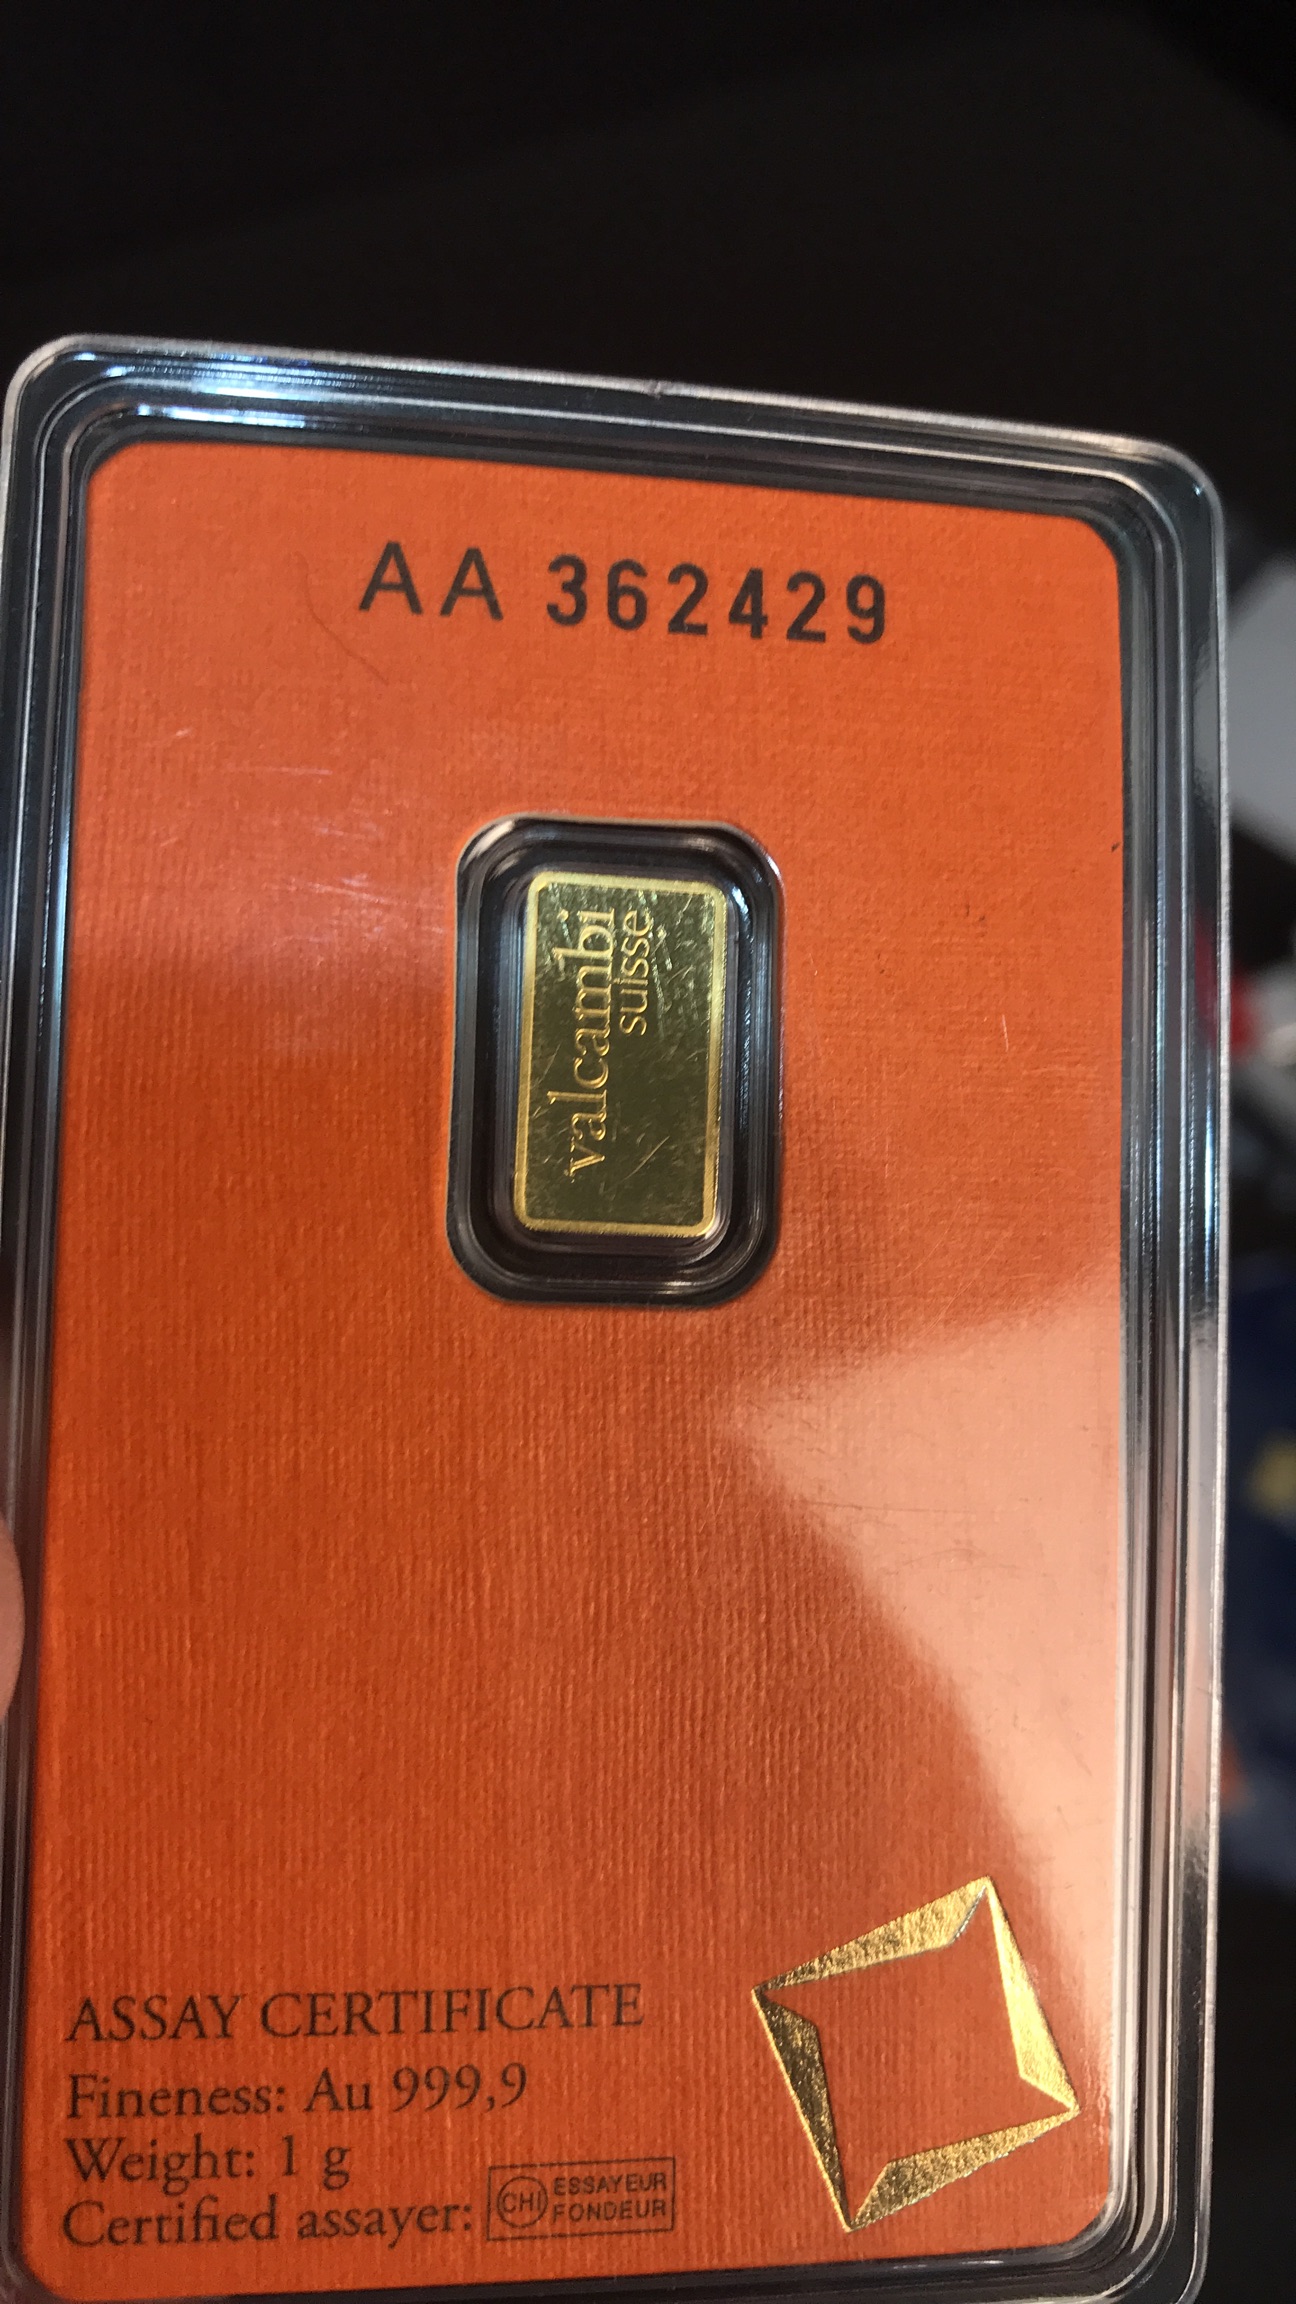 AA 362429
valcambi
suisse
ASSAY CERTIFICATE
Fineness: Au 999,9
Weight: 1 g
Certified assayer: CHI ESSAYEUR
FONDEUR